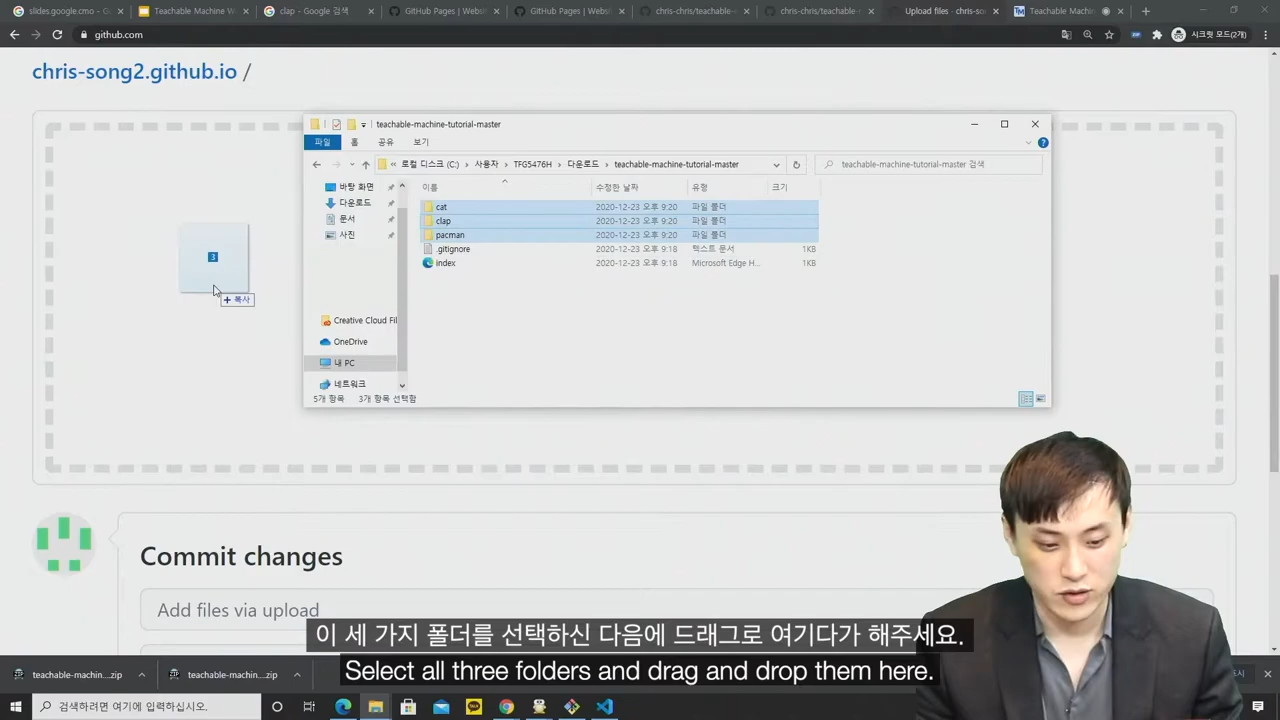 slides.google.cmo - G
Teachable Machine W
clap - Google 검색
GitHub Pages | Websi
GitHub Pages | Websi
chris-chris/teachable-
chris-chris/teachable-m
Upload files · chris-so
Teachable Machi
github.com
시크릿 모드(2개)
chris-song2.github.io /
teachable-machine-tutorial-master
파일 홈 공유 보기
« 로컬 디스크 (C:) › 사용자 › TFG5476H › 다운로드 › teachable-machine-tutorial-master
teachable-machine-tutorial-master 검색
바탕 화면
다운로드
문서
사진
Creative Cloud Fil
OneDrive
내 PC
네트워크
이름 수정한 날짜 유형 크기
cat 2020-12-23 오후 9:20 파일 폴더
clap 2020-12-23 오후 9:20 파일 폴더
pacman 2020-12-23 오후 9:20 파일 폴더
.gitignore 2020-12-23 오후 9:18 텍스트 문서 1KB
index 2020-12-23 오후 9:18 Microsoft Edge H... 1KB
5개 항목 3개 항목 선택함
3
+ 복사
Commit changes
Add files via upload
이 세 가지 폴더를 선택하신 다음에 드래그로 여기다가 해주세요.
Select all three folders and drag and drop them here.
teachable-machin....zip
teachable-machin....zip
표시
검색하려면 여기에 입력하십시오.